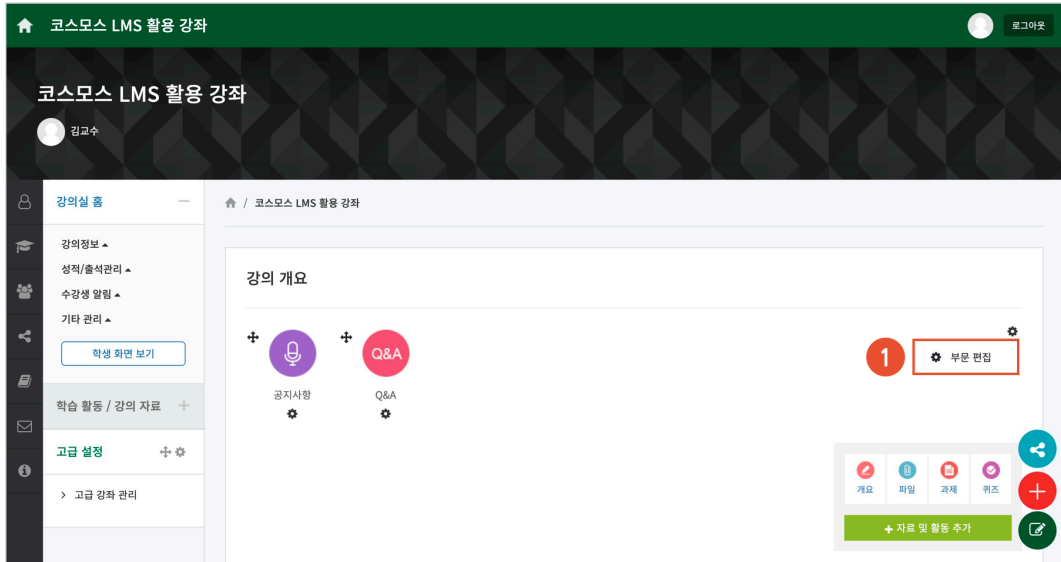 코스모스 LMS 활용 강좌
로그아웃
코스모스 LMS 활용 강좌
김교수
강의실 홈
/ 코스모스 LMS 활용 강좌
강의정보
성적/출석관리
수강생 알림
기타 관리
학생 화면 보기
학습 활동 / 강의 자료
고급 설정
> 고급 강좌 관리
강의 개요
Q&A
공지사항
Q&A
1
부문 편집
개요
파일
과제
퀴즈
+ 자료 및 활동 추가